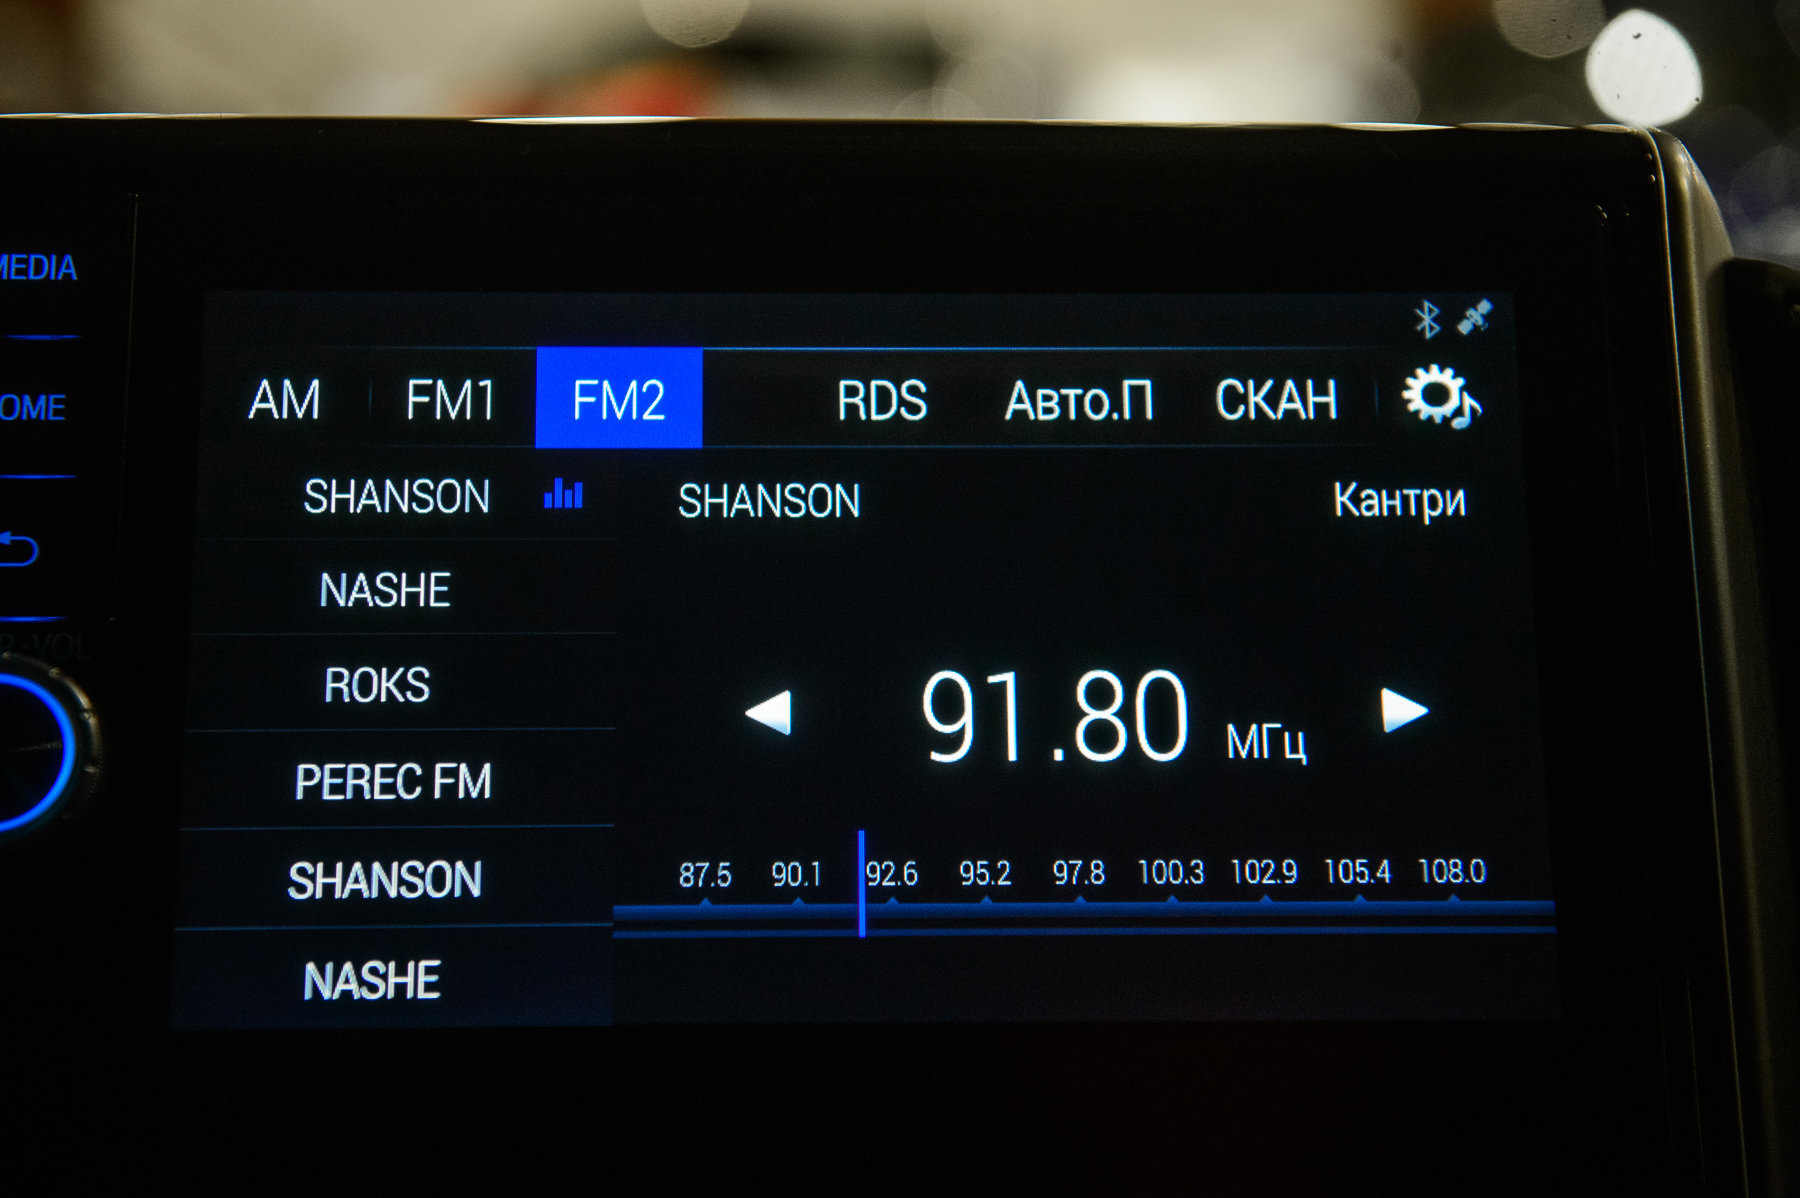 MEDIA
OME
AM FM1 FM2 RDS Авто.П СКАН
SHANSON
NASHE
ROKS
PEREC FM
SHANSON
NASHE
SHANSON Кантри
91.80 МГц
87.5 90.1 92.6 95.2 97.8 100.3 102.9 105.4 108.0
VOL